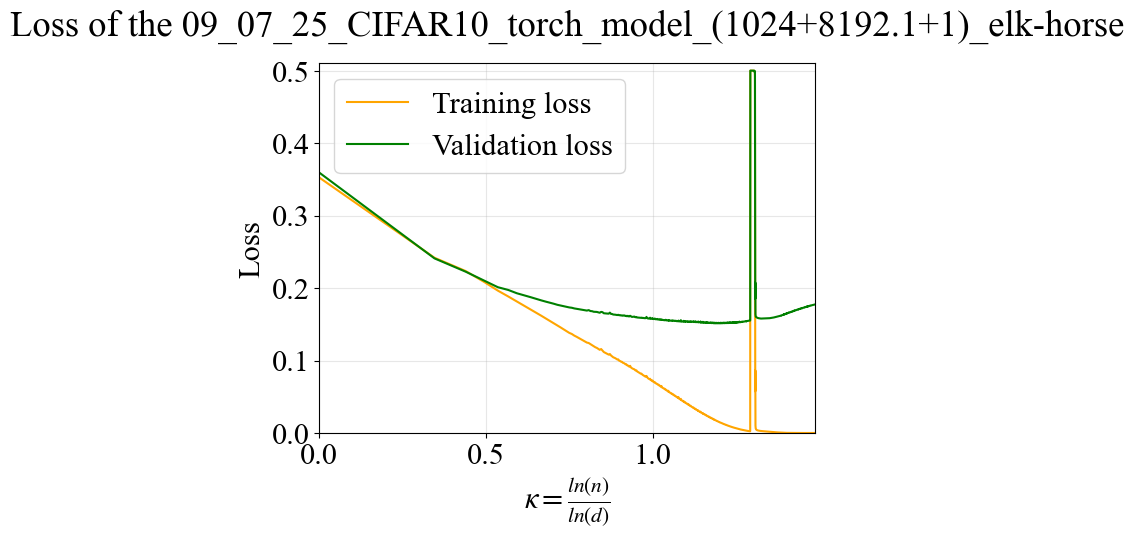 Loss of the 09_07_25_CIFAR10_torch_model_(1024+8192.1+1)_elk-horse
0.5
0.4
0.3
0.2
0.1
0.0
Loss
Training loss
Validation loss
0.0 0.5 1.0
κ = ln(n) / ln(d)